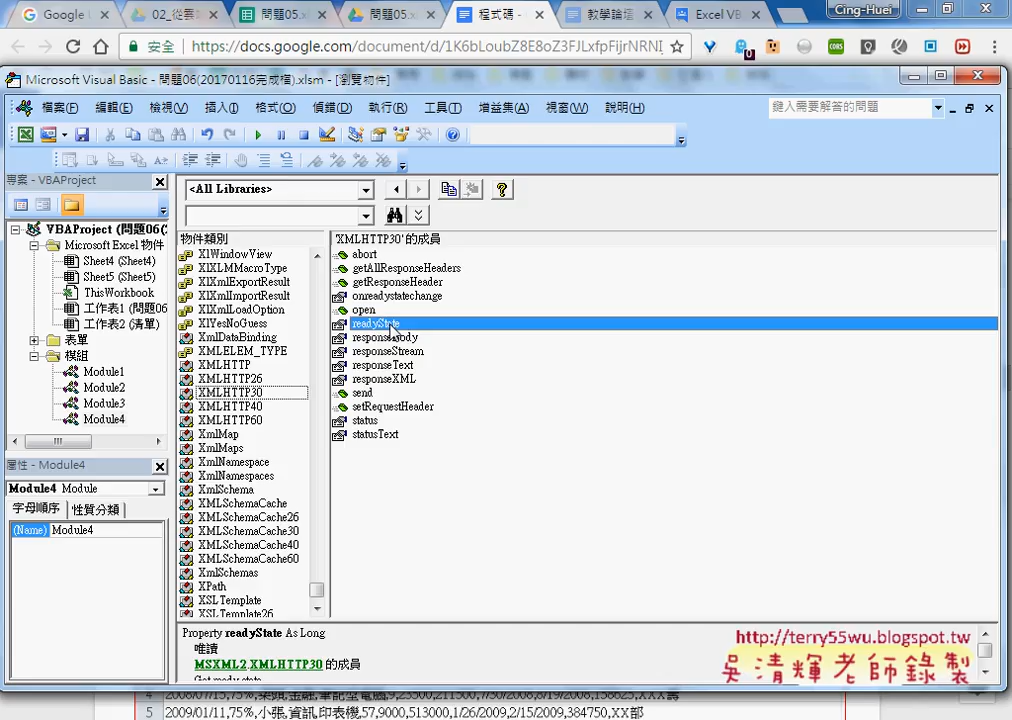 Google
02_從雲
問題05.x
問題05.x
程式碼 -
教學論壇
Excel VB
Cing-Huei
安全
https://docs.google.com/document/d/1K6bLoubZ8E8oZ3FJLxfpFijrNRNI
Microsoft Visual Basic - 問題06(20170116完成檔).xlsm - [瀏覽物件]
檔案(F) 編輯(E) 檢視(V) 插入(I) 格式(O) 偵錯(D) 執行(R) 工具(T) 增益集(A) 視窗(W) 說明(H)
鍵入需要解答的問題
專案 - VBAProject
VBAProject (問題06(2
Microsoft Excel 物件
Sheet4 (Sheet4)
Sheet5 (Sheet5)
ThisWorkbook
工作表1 (問題06
工作表2 (清單)
表單
模組
Module1
Module2
Module3
Module4
屬性 - Module4
Module4 Module
字母順序 性質分類
(Name) Module4
<All Libraries>
物件類別
XlWindowView
XlXLMMacroType
XlXmlExportResult
XlXmlImportResult
XlXmlLoadOption
XlYesNoGuess
XmlDataBinding
XMLELEM_TYPE
XMLHTTP
XMLHTTP26
XMLHTTP30
XMLHTTP40
XMLHTTP60
XmlMap
XmlMaps
XmlNamespace
XmlNamespaces
XmlSchema
XMLSchemaCache
XMLSchemaCache26
XMLSchemaCache30
XMLSchemaCache40
XMLSchemaCache60
XmlSchemas
XPath
XSLTemplate
XSLTemplate26
'XMLHTTP30' 的成員
abort
getAllResponseHeaders
getResponseHeader
onreadystatechange
open
readyState
responseBody
responseStream
responseText
responseXML
send
setRequestHeader
status
statusText
Property readyState As Long
唯讀
MSXML2.XMLHTTP30 的成員
Get ready state
http://terry55wu.blogspot.tw
吳清輝老師錄製
5 2009/01/11,75%,小張,資訊,印表機,57,9000,513000,1/26/2009,2/15/2009,384750,XX部